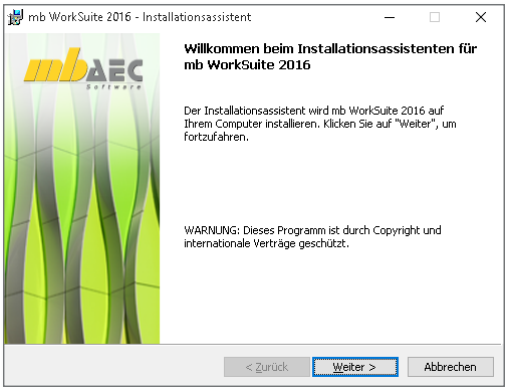 mb WorkSuite 2016 - Installationsassistent
mbAEC
Software
Willkommen beim Installationsassistenten für
mb WorkSuite 2016
Der Installationsassistent wird mb WorkSuite 2016 auf
Ihrem Computer installieren. Klicken Sie auf "Weiter", um
fortzufahren.
WARNUNG: Dieses Programm ist durch Copyright und
internationale Verträge geschützt.
< Zurück
Weiter >
Abbrechen